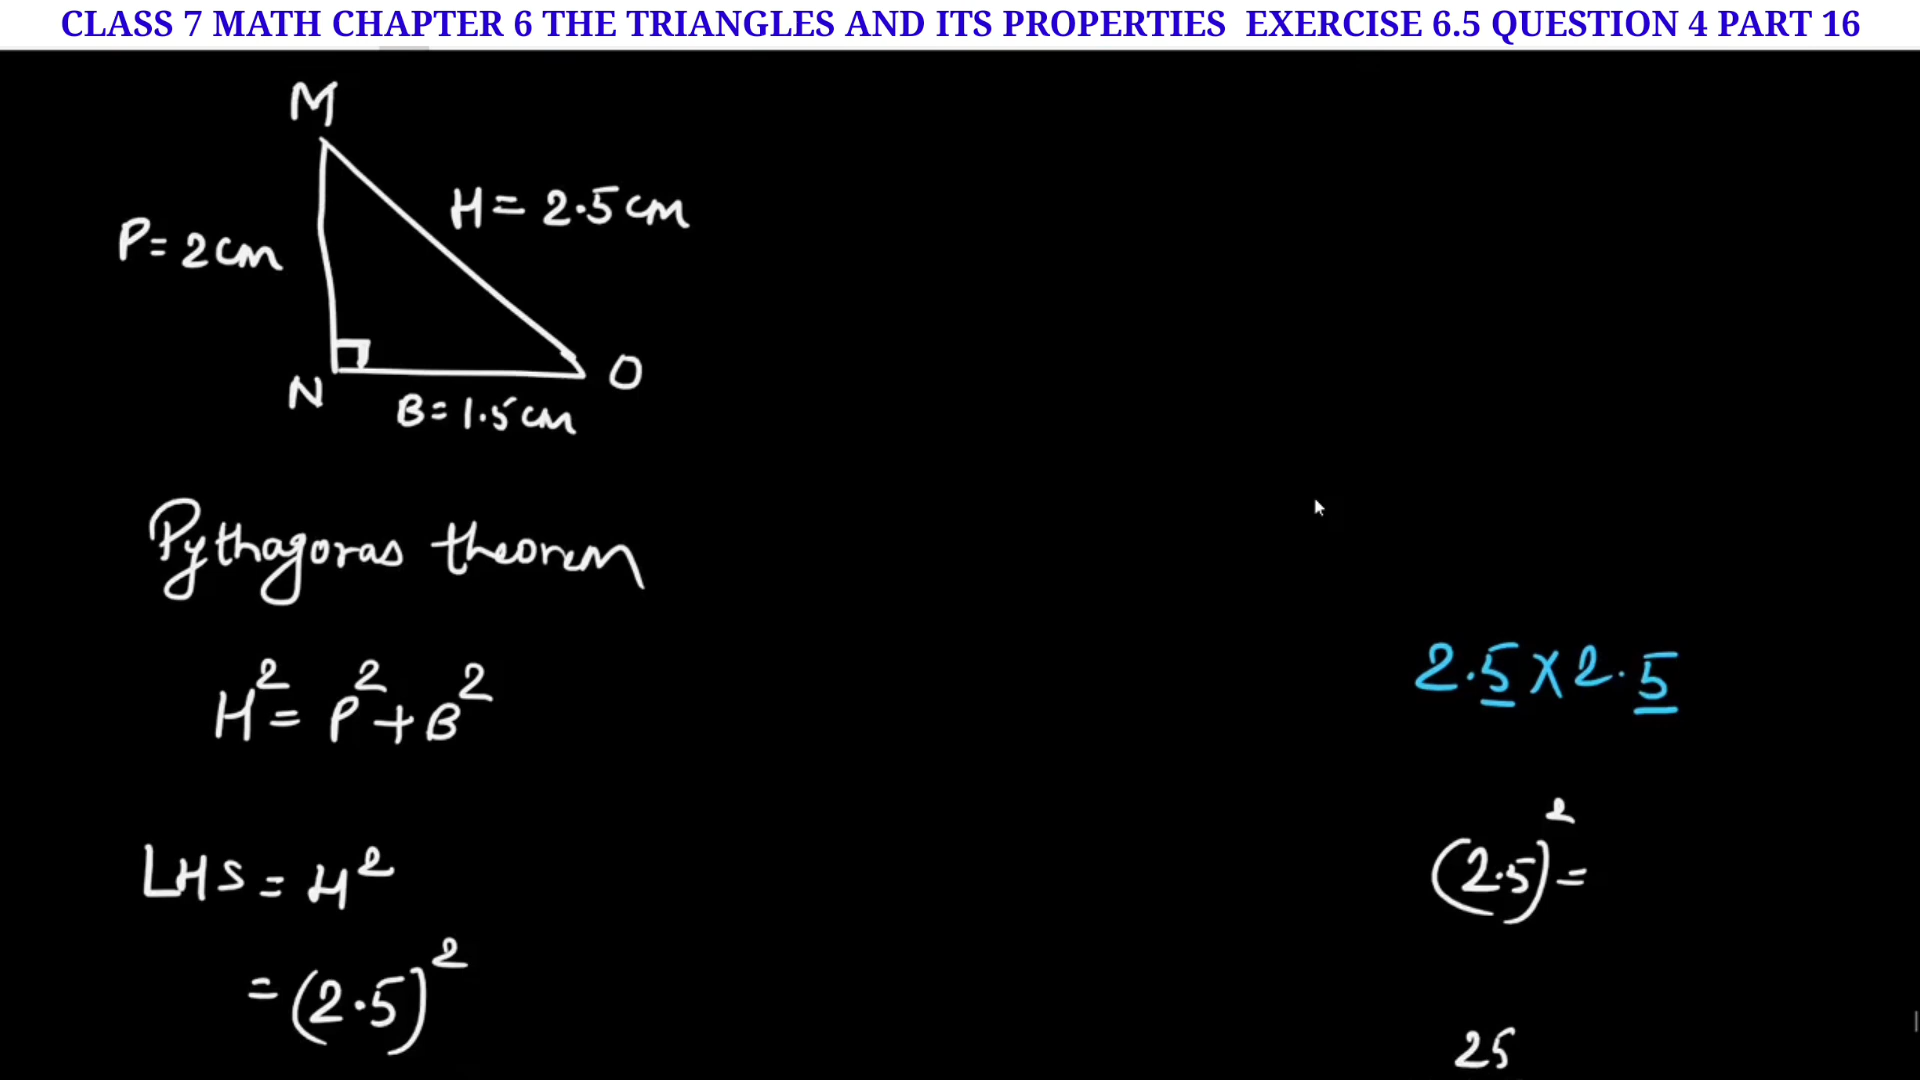 CLASS 7 MATH CHAPTER 6 THE TRIANGLES AND ITS PROPERTIES EXERCISE 6.5 QUESTION 4 PART 16
M
H = 2.5 cm
P = 2 cm
N
O
B = 1.5 cm
Pythagoras theorem
H² = P² + B²
2.5 X 2.5
LHS = H²
(2.5)² =
= (2.5)²
25